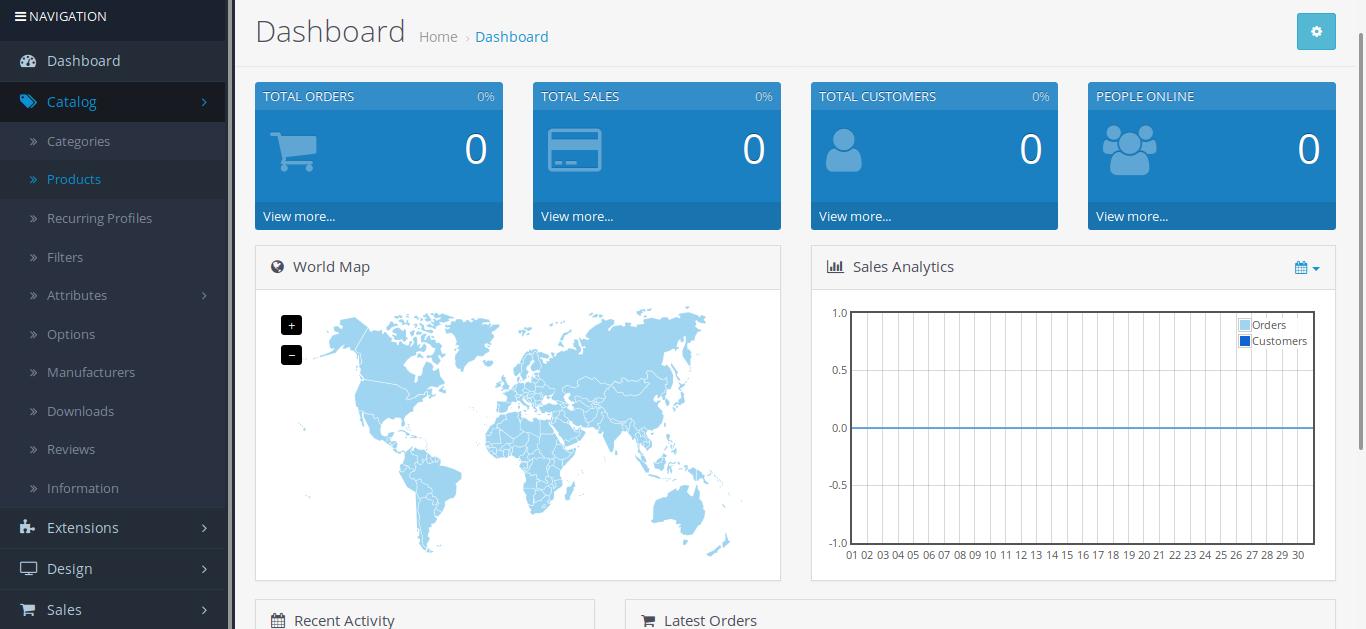 NAVIGATION
Dashboard
Catalog
Categories
Products
Recurring Profiles
Filters
Attributes
Options
Manufacturers
Downloads
Reviews
Information
Extensions
Design
Sales
Dashboard Home › Dashboard
TOTAL ORDERS 0%
0
View more...
TOTAL SALES 0%
0
View more...
TOTAL CUSTOMERS 0%
0
View more...
PEOPLE ONLINE
0
View more...
World Map
+
−
Sales Analytics
Orders
Customers
1.0
0.5
0.0
-0.5
-1.0
01 02 03 04 05 06 07 08 09 10 11 12 13 14 15 16 17 18 19 20 21 22 23 24 25 26 27 28 29 30
Recent Activity
Latest Orders